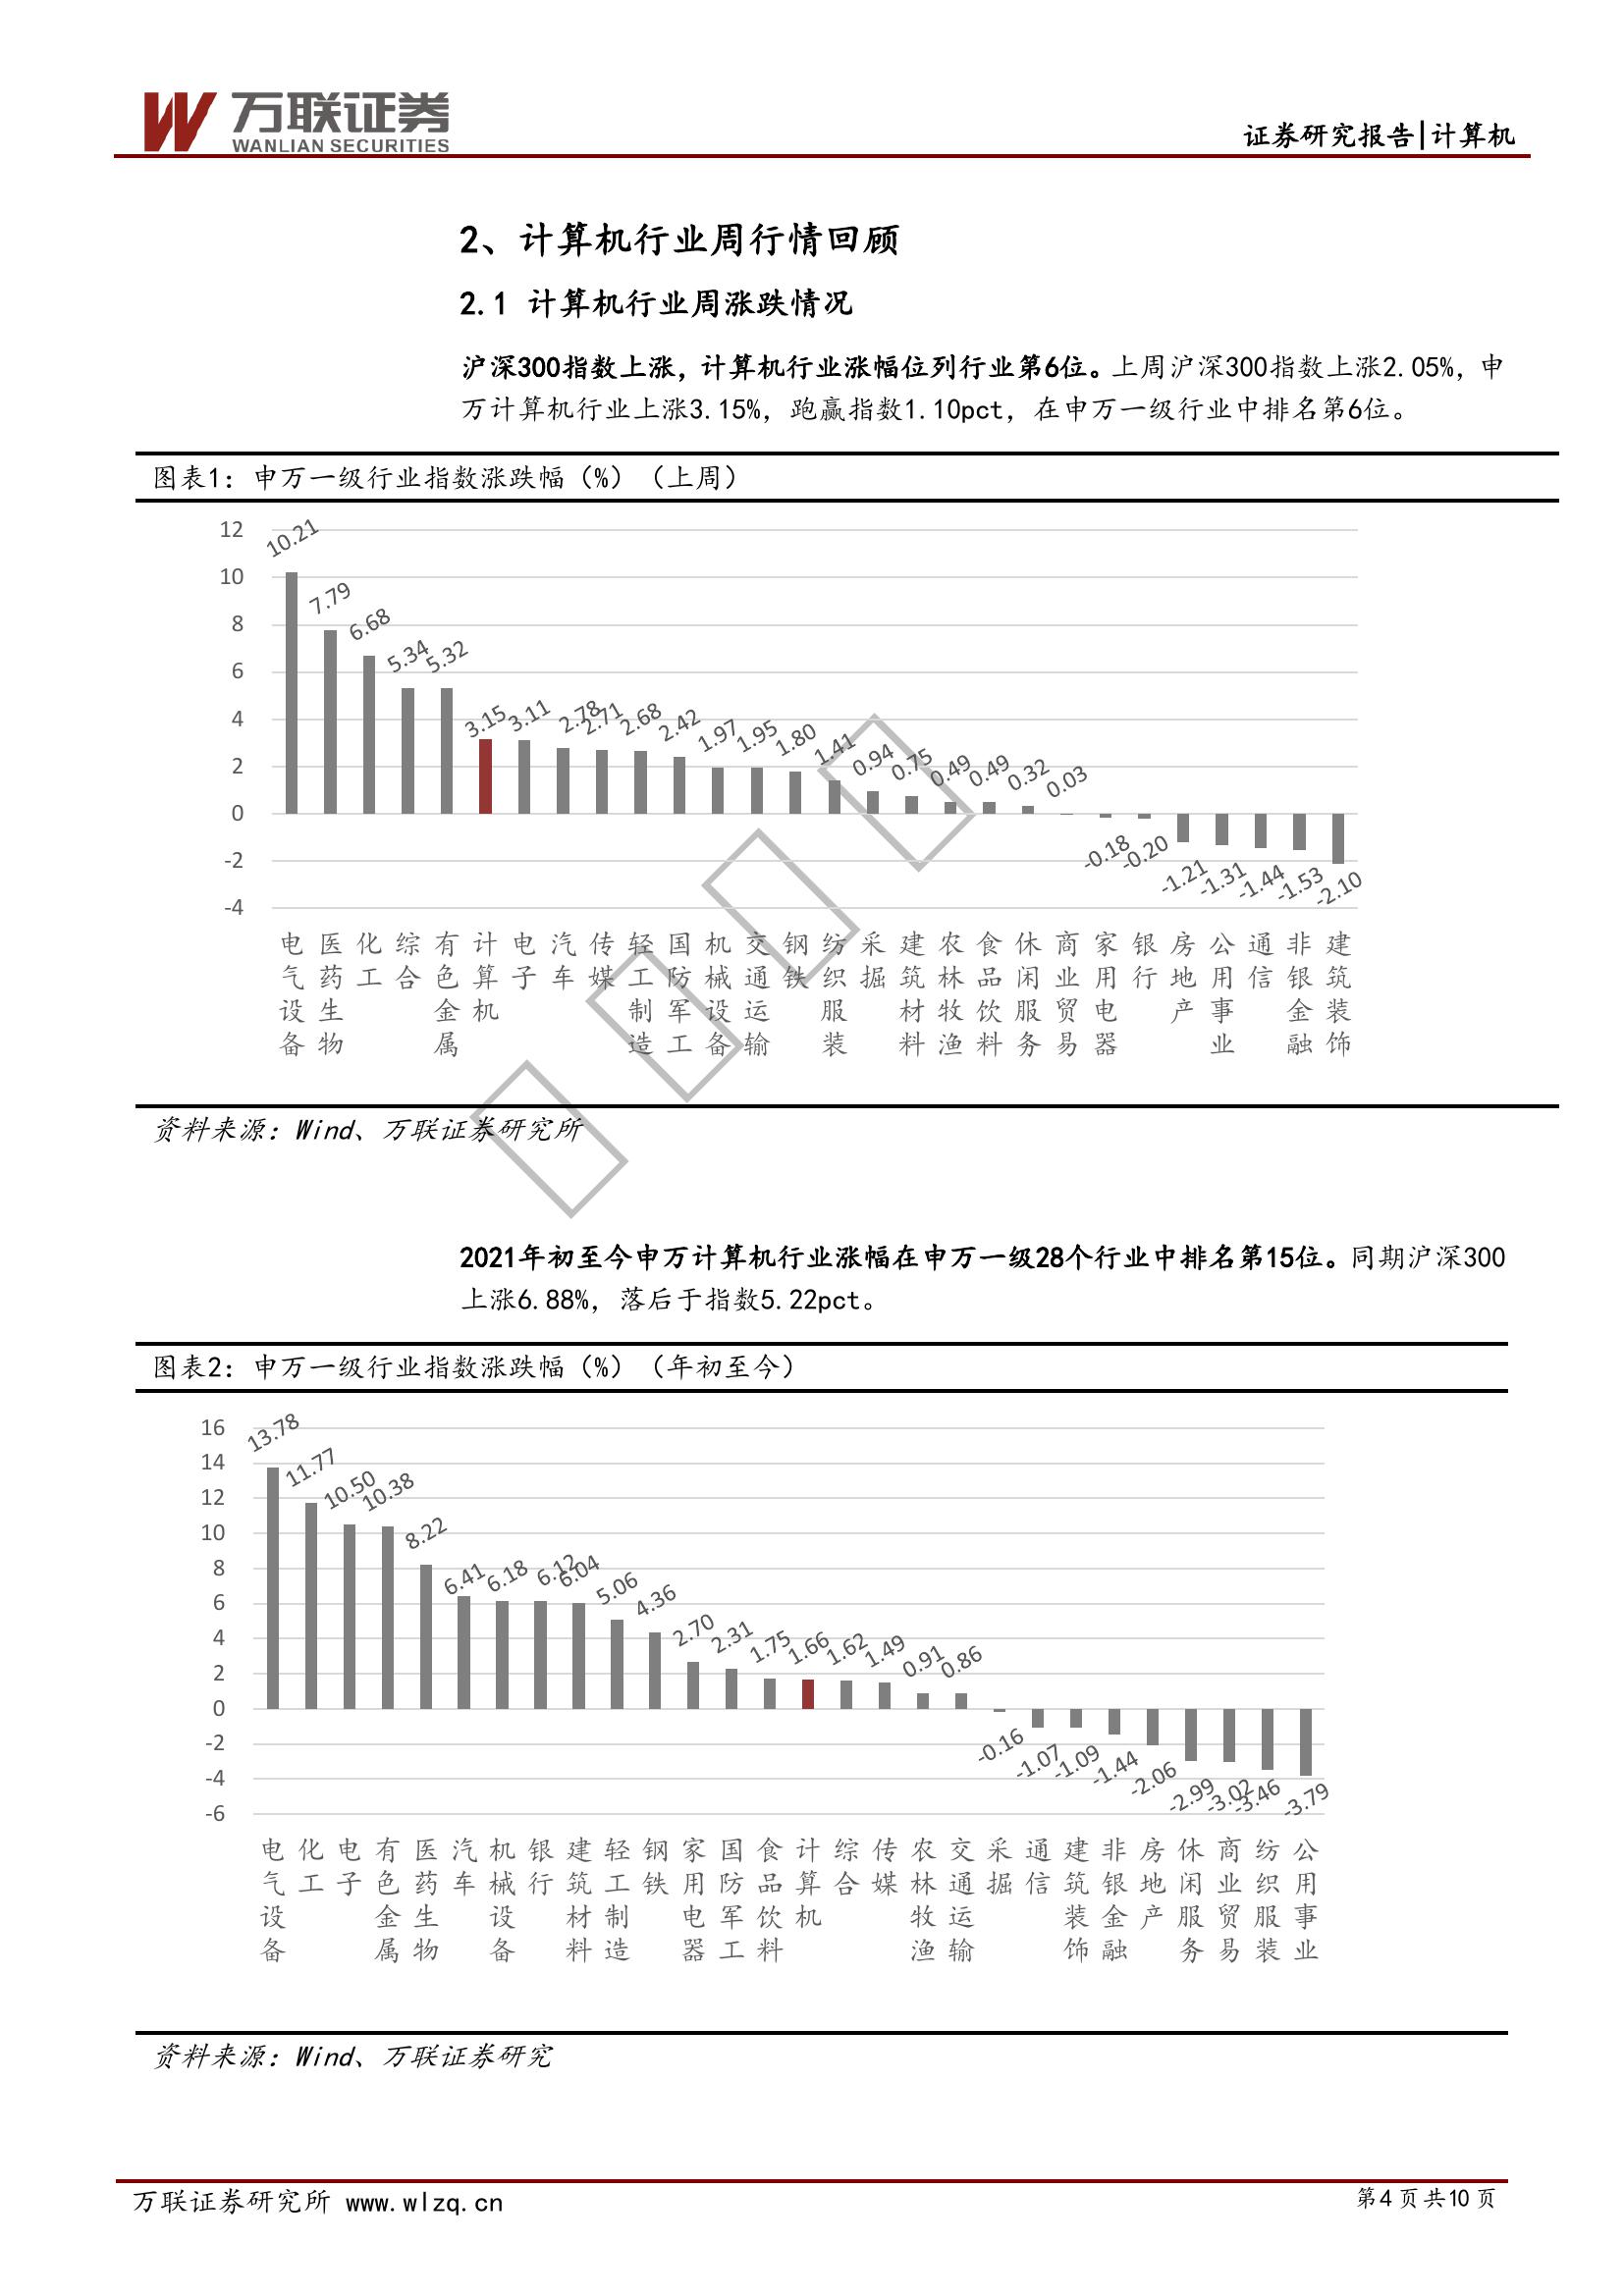 万联证券
WANLIAN SECURITIES
证券研究报告|计算机
2、计算机行业周行情回顾
2.1 计算机行业周涨跌情况
沪深300指数上涨，计算机行业涨幅位列行业第6位。上周沪深300指数上涨2.05%，申
万计算机行业上涨3.15%，跑赢指数1.10pct，在申万一级行业中排名第6位。
图表1：申万一级行业指数涨跌幅（%）（上周）
12
10
8
6
4
2
0
-2
-4
10.21 7.79 6.68 5.34 5.32 3.15 3.11 2.78 2.71 2.68 2.42 1.97 1.95 1.80 1.41 0.94 0.75 0.49 0.49 0.32 0.03 -0.18 -0.20 -1.21 -1.31 -1.44 -1.53 -2.10
电气设备 医药生物 化工 综合 有色金属 计算机 电子 汽车 传媒 轻工制造 国防军工 机械设备 交通运输 钢铁 纺织服装 采掘 建筑材料 农林牧渔 食品饮料 休闲服务 商业贸易 家用电器 银行 房地产 公用事业 通信 非银金融 建筑装饰
资料来源：Wind、万联证券研究所
2021年初至今申万计算机行业涨幅在申万一级28个行业中排名第15位。同期沪深300
上涨6.88%，落后于指数5.22pct。
图表2：申万一级行业指数涨跌幅（%）（年初至今）
16
14
12
10
8
6
4
2
0
-2
-4
-6
13.78 11.77 10.50 10.38 8.22 6.41 6.18 6.12 6.04 5.06 4.36 2.70 2.31 1.75 1.66 1.62 1.49 0.91 0.86 -0.16 -1.07 -1.09 -1.44 -2.06 -2.99 -3.02 -3.46 -3.79
电气设备 化工 电子 有色金属 医药生物 汽车 机械设备 银行 建筑材料 轻工制造 钢铁 家用电器 国防军工 食品饮料 计算机 综合 传媒 农林牧渔 交通运输 采掘 通信 建筑装饰 非银金融 房地产 休闲服务 商业贸易 纺织服装 公用事业
资料来源：Wind、万联证券研究
万联证券研究所 www.wlzq.cn
第4页共10页